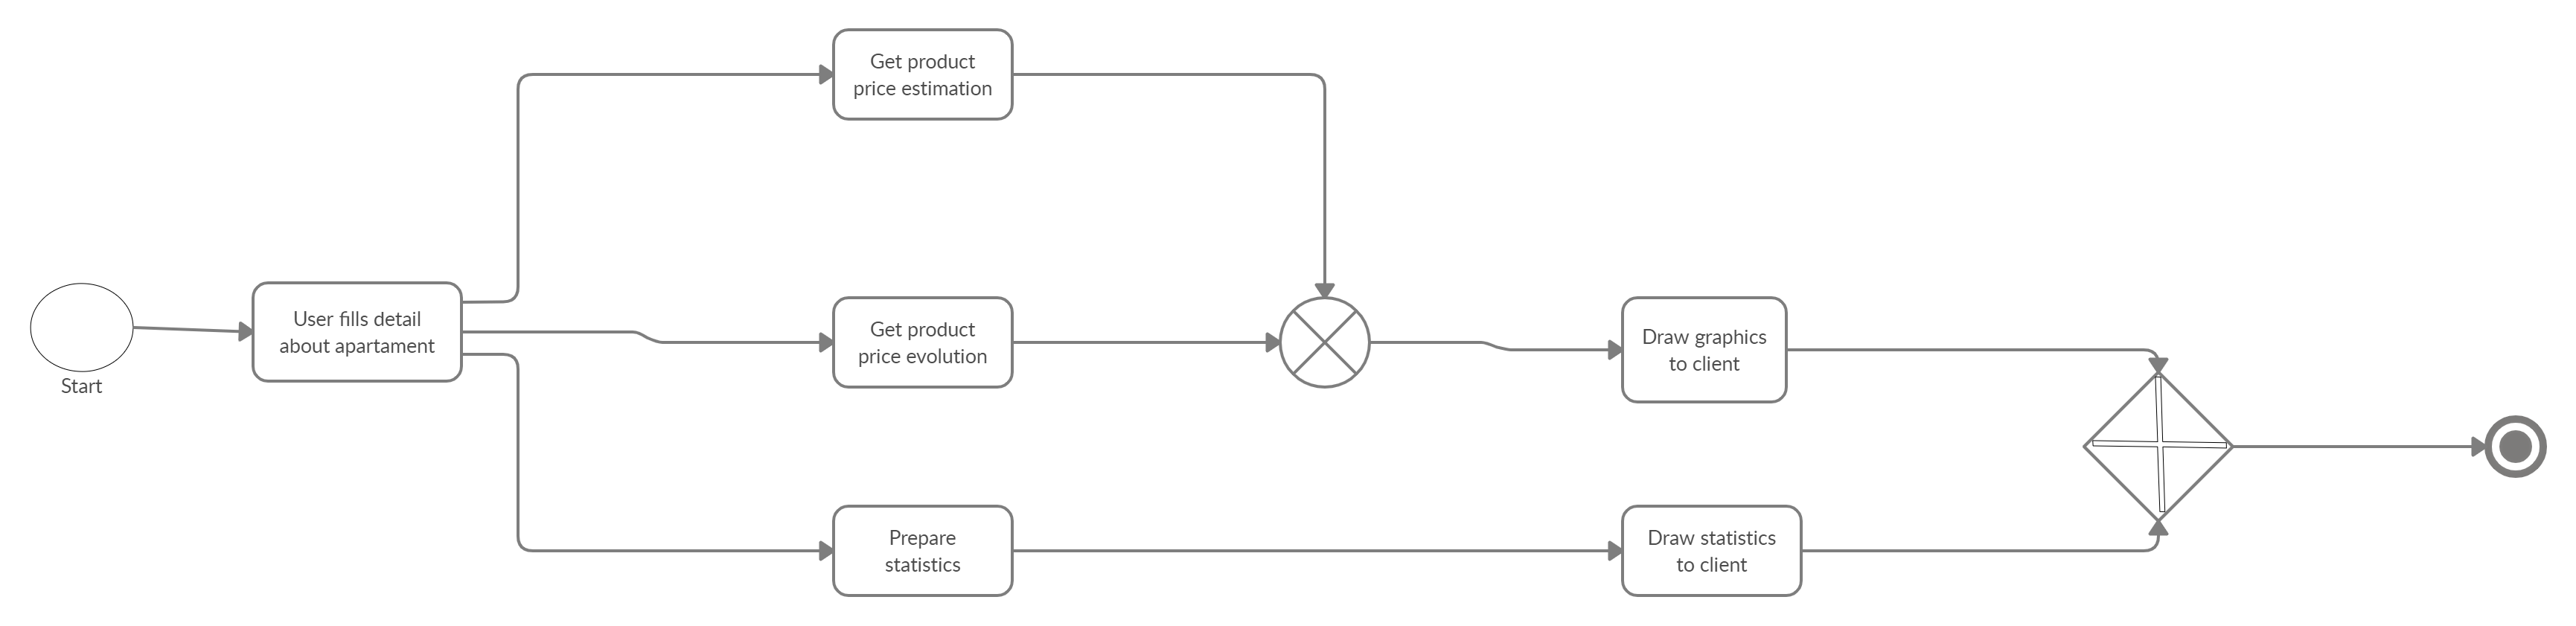 Get product
price estimation
User fills detail
about apartament
Start
Get product
price evolution
Draw graphics
to client
Prepare
statistics
Draw statistics
to client